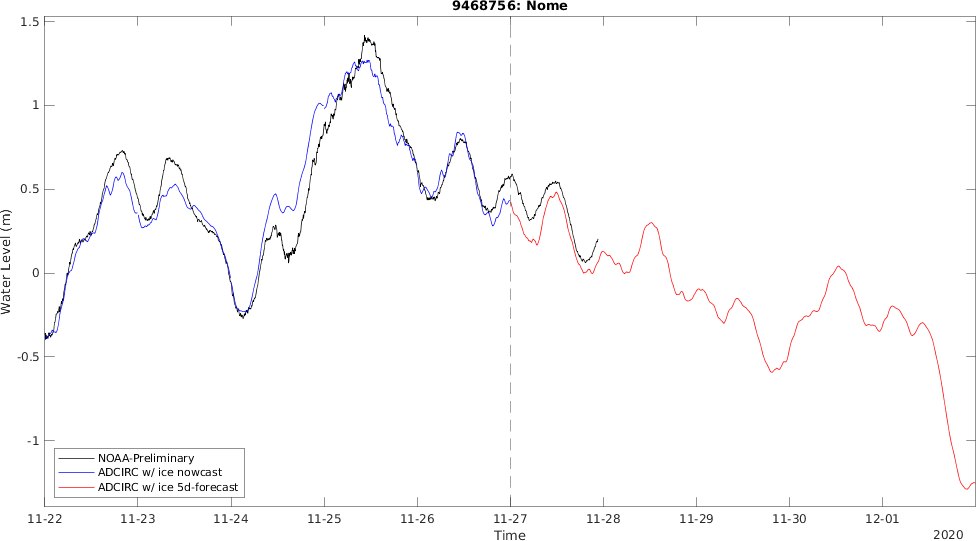 9468756: Nome
1.5
1
0.5
0
-0.5
-1
Water Level (m)
NOAA-Preliminary
ADCIRC w/ ice nowcast
ADCIRC w/ ice 5d-forecast
11-22 11-23 11-24 11-25 11-26 11-27 11-28 11-29 11-30 12-01
Time
2020